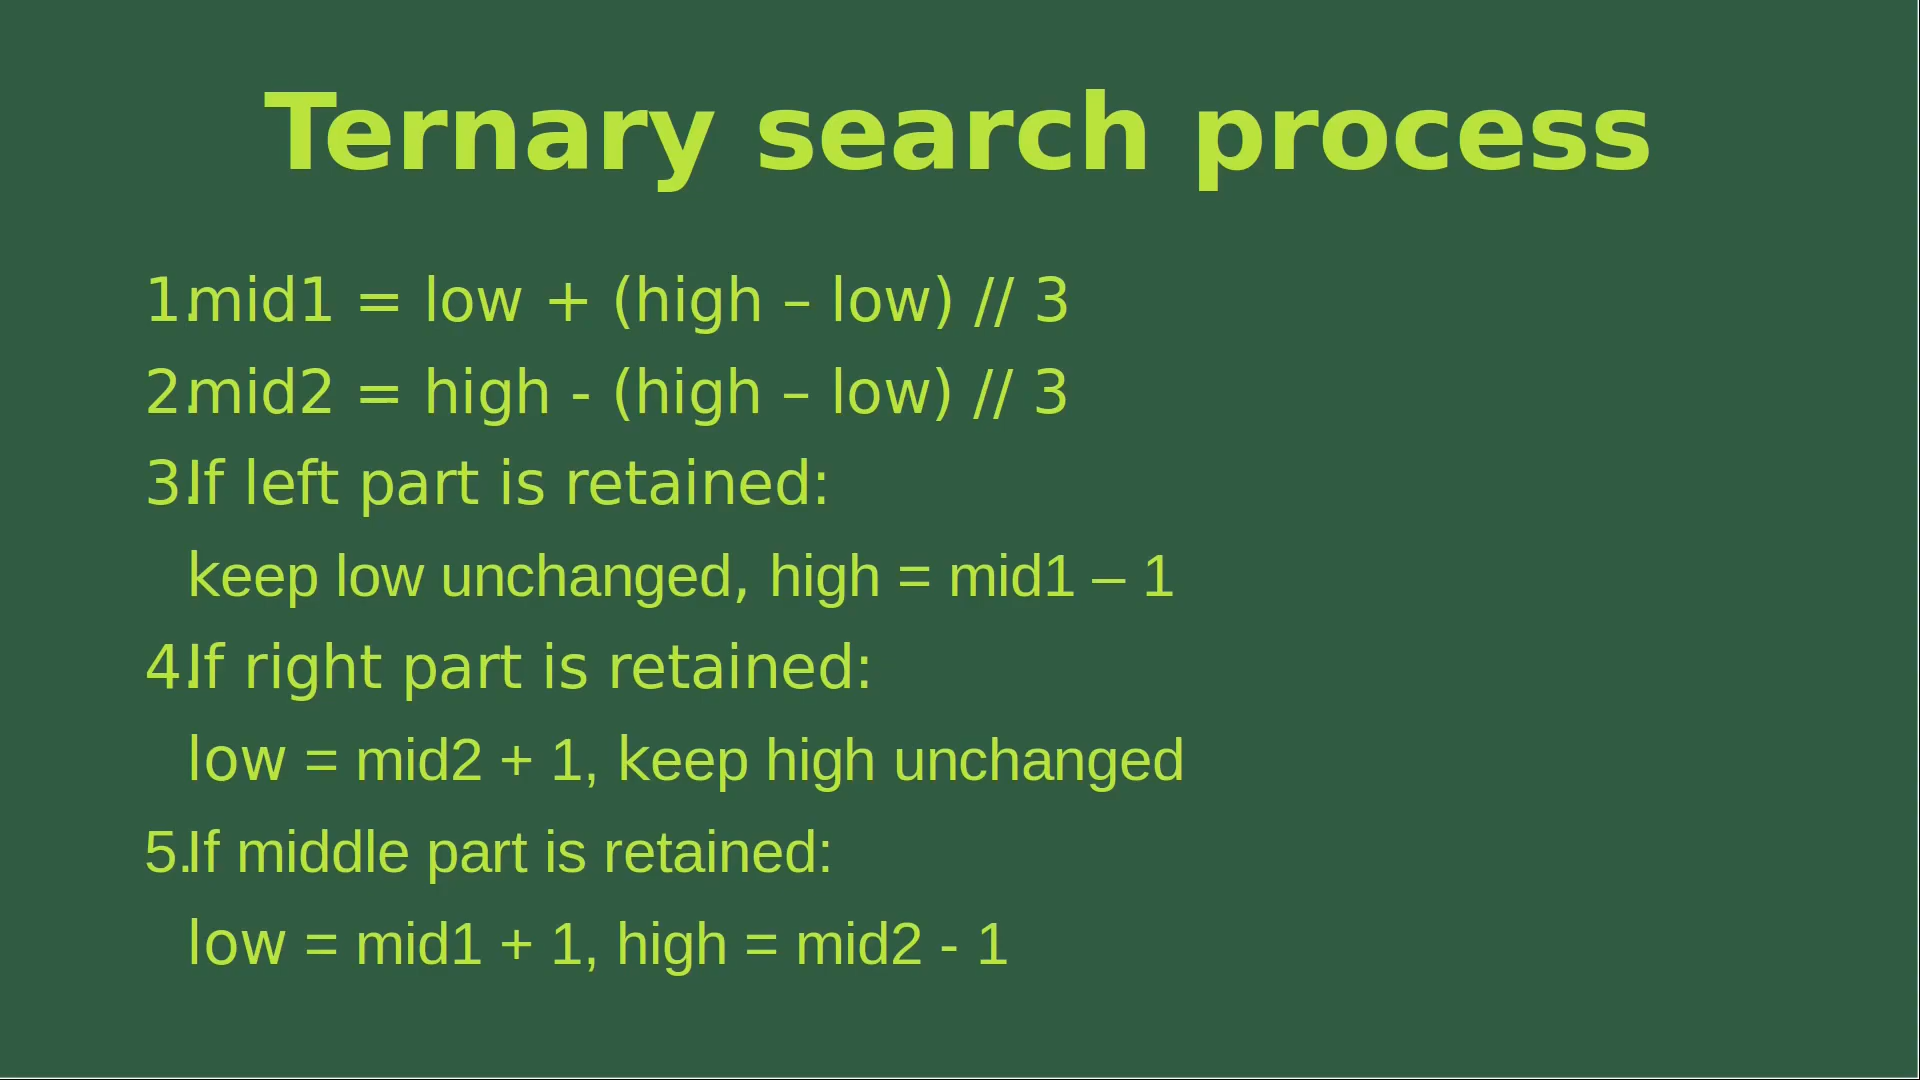 Ternary search process
1.mid1 = low + (high – low) // 3
2.mid2 = high - (high – low) // 3
3.If left part is retained:
keep low unchanged, high = mid1 – 1
4.If right part is retained:
low = mid2 + 1, keep high unchanged
5.If middle part is retained:
low = mid1 + 1, high = mid2 - 1